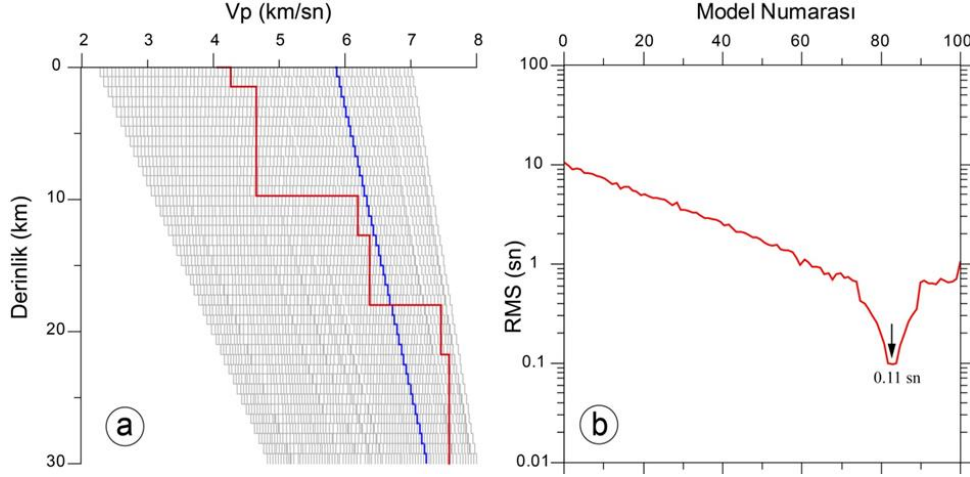 Vp (km/sn)
2 3 4 5 6 7 8
0
10
20
30
Derinlik (km)
a
Model Numarası
0 20 40 60 80 100
100
10
1
0.1
0.01
RMS (sn)
0.11 sn
b